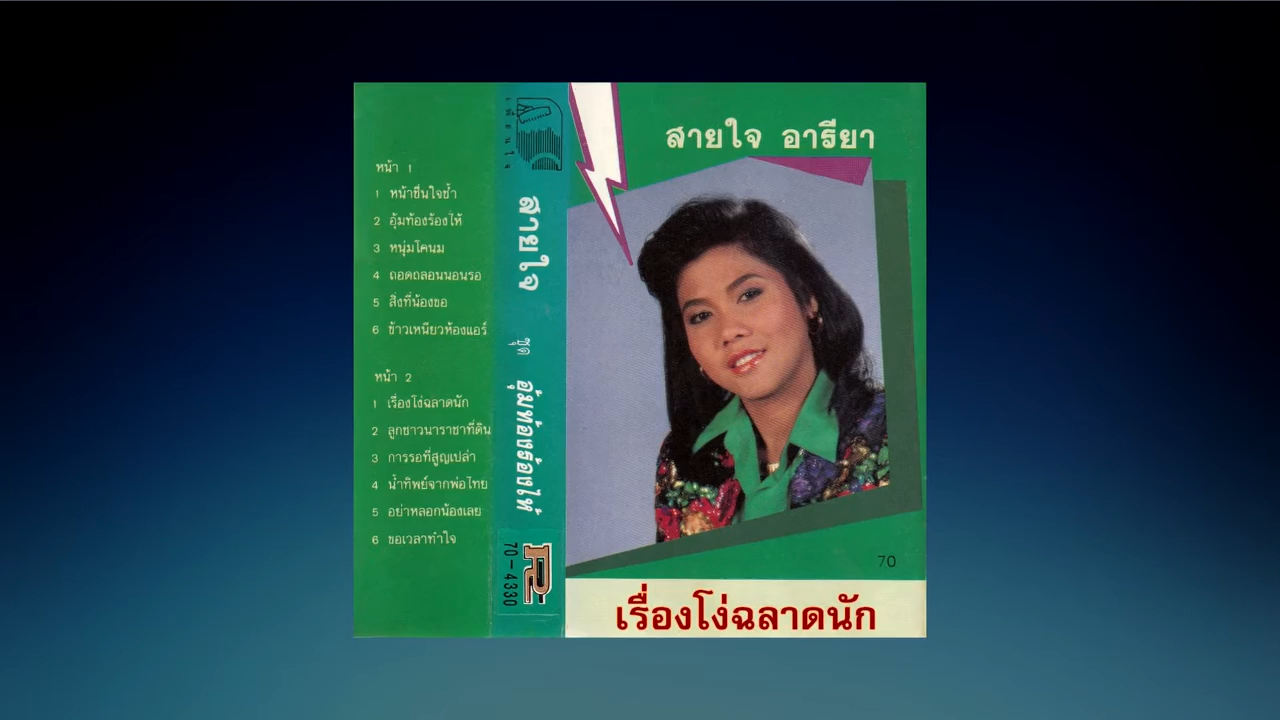 หน้า 1
1 หน้าชื่นใจช้ำ
2 อุ้มท้องร้องไห้
3 หนุ่มโคนม
4 ถอดถลอนนอนรอ
5 สิ่งที่น้องขอ
6 ข้าวเหนียวห้องแอร์
หน้า 2
1 เรื่องโง่ฉลาดนัก
2 ลูกชาวนาราชาที่ดิน
3 การรอที่สูญเปล่า
4 น้ำทิพย์จากพ่อไทย
5 อย่าหลอกน้องเลย
6 ขอเวลาทำใจ
เพื่อนใจ
สายใจ
ชุด
อุ้มท้องร้องไห้
70-4330
สายใจ อารียา
70
เรื่องโง่ฉลาดนัก